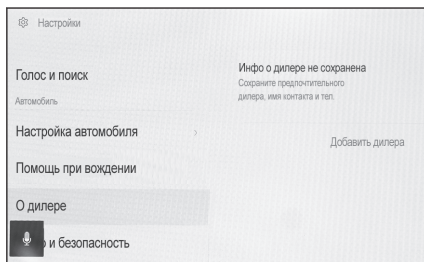 Настройки
Голос и поиск
Автомобиль
Настройка автомобиля
Помощь при вождении
О дилере
и безопасность
Инфо о дилере не сохранена
Сохраните предпочтительного
дилера, имя контакта и тел.
Добавить дилера